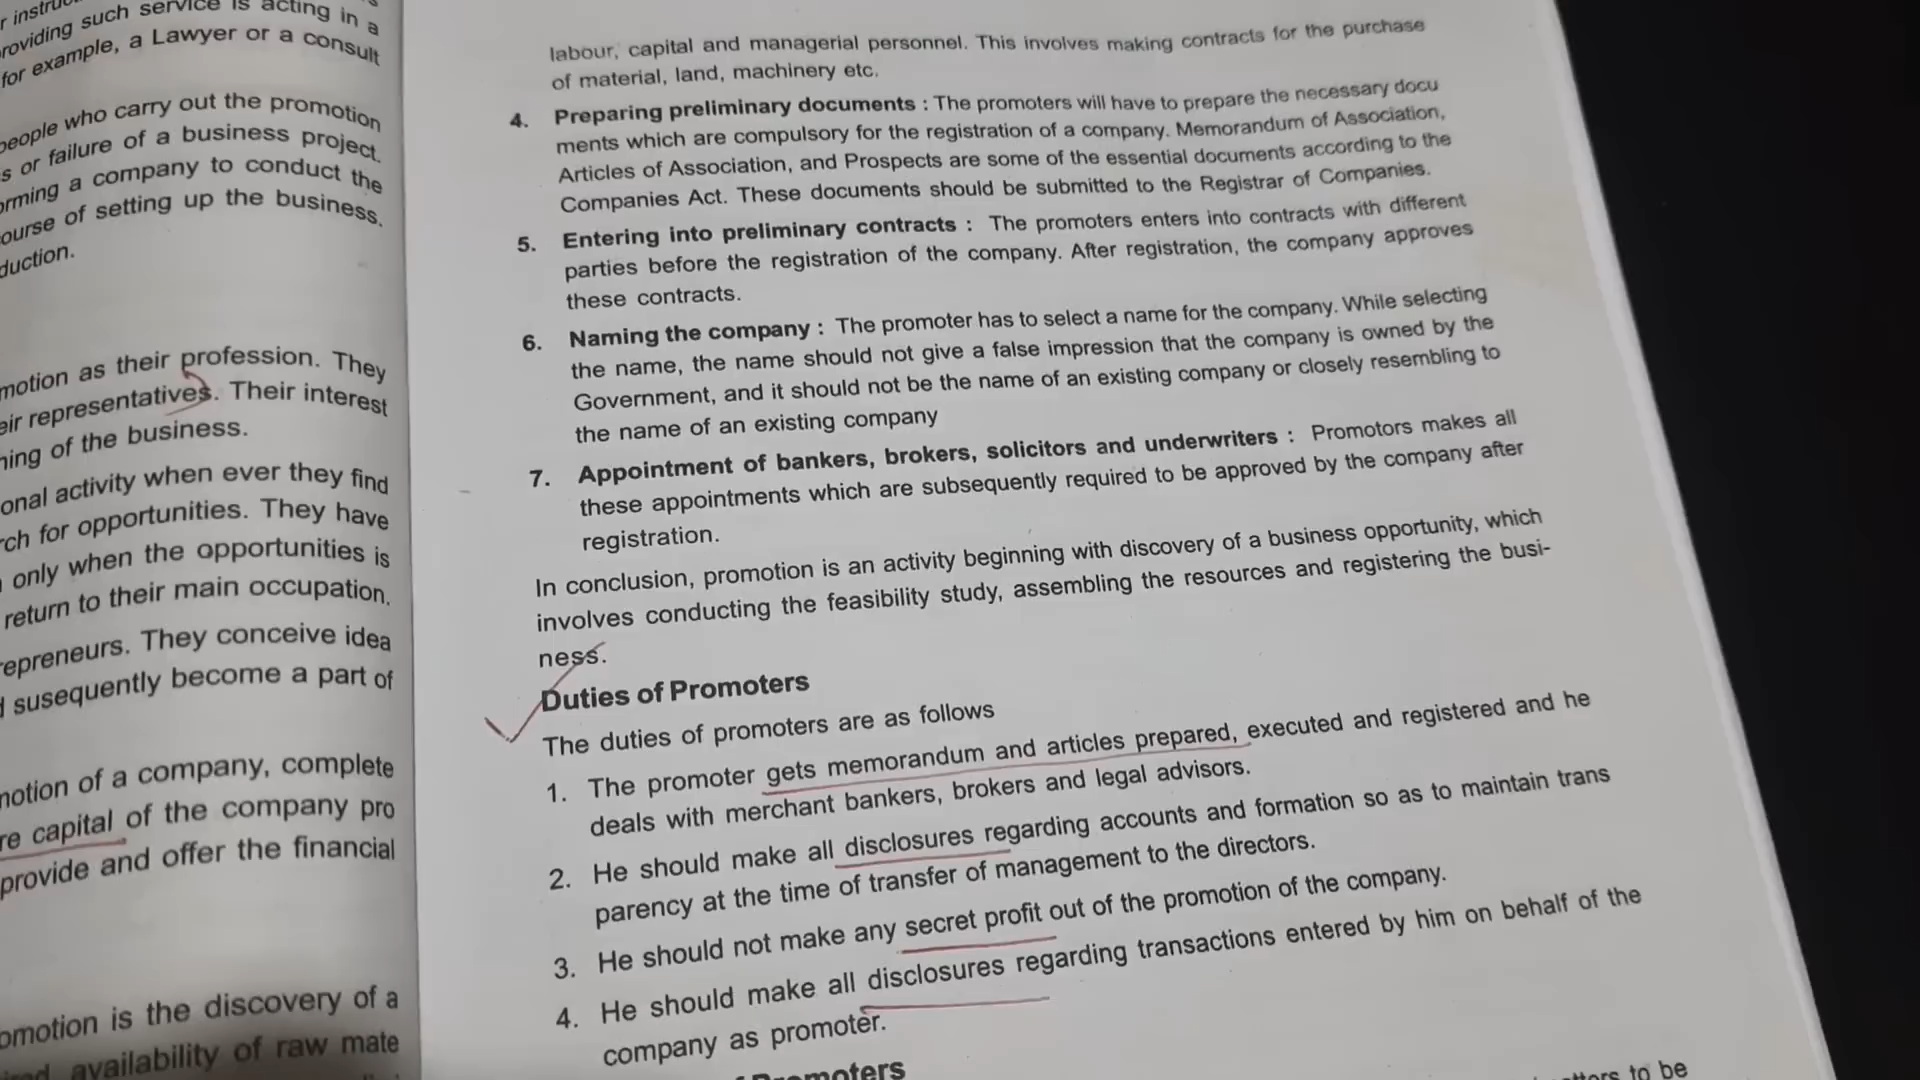 r instruc
roviding such service is acting in a
for example, a Lawyer or a consult
people who carry out the promotion
s or failure of a business project.
orming a company to conduct the
ourse of setting up the business.
duction.
motion as their profession. They
eir representatives. Their interest
ning of the business.
onal activity when ever they find
rch for opportunities. They have
only when the opportunities is
return to their main occupation.
repreneurs. They conceive idea
d susequently become a part of
motion of a company, complete
re capital of the company pro
provide and offer the financial
omotion is the discovery of a
availability of raw mate
labour, capital and managerial personnel. This involves making contracts for the purchase
of material, land, machinery etc.
4. Preparing preliminary documents : The promoters will have to prepare the necessary docu
ments which are compulsory for the registration of a company. Memorandum of Association,
Articles of Association, and Prospects are some of the essential documents according to the
Companies Act. These documents should be submitted to the Registrar of Companies.
5. Entering into preliminary contracts : The promoters enters into contracts with different
parties before the registration of the company. After registration, the company approves
these contracts.
6. Naming the company : The promoter has to select a name for the company. While selecting
the name, the name should not give a false impression that the company is owned by the
Government, and it should not be the name of an existing company or closely resembling to
the name of an existing company
7. Appointment of bankers, brokers, solicitors and underwriters : Promotors makes all
these appointments which are subsequently required to be approved by the company after
registration.
In conclusion, promotion is an activity beginning with discovery of a business opportunity, which
involves conducting the feasibility study, assembling the resources and registering the busi-
ness.
Duties of Promoters
The duties of promoters are as follows
1. The promoter gets memorandum and articles prepared, executed and registered and he
deals with merchant bankers, brokers and legal advisors.
2. He should make all disclosures regarding accounts and formation so as to maintain trans
parency at the time of transfer of management to the directors.
3. He should not make any secret profit out of the promotion of the company.
4. He should make all disclosures regarding transactions entered by him on behalf of the
company as promoter.
Promoters
to be